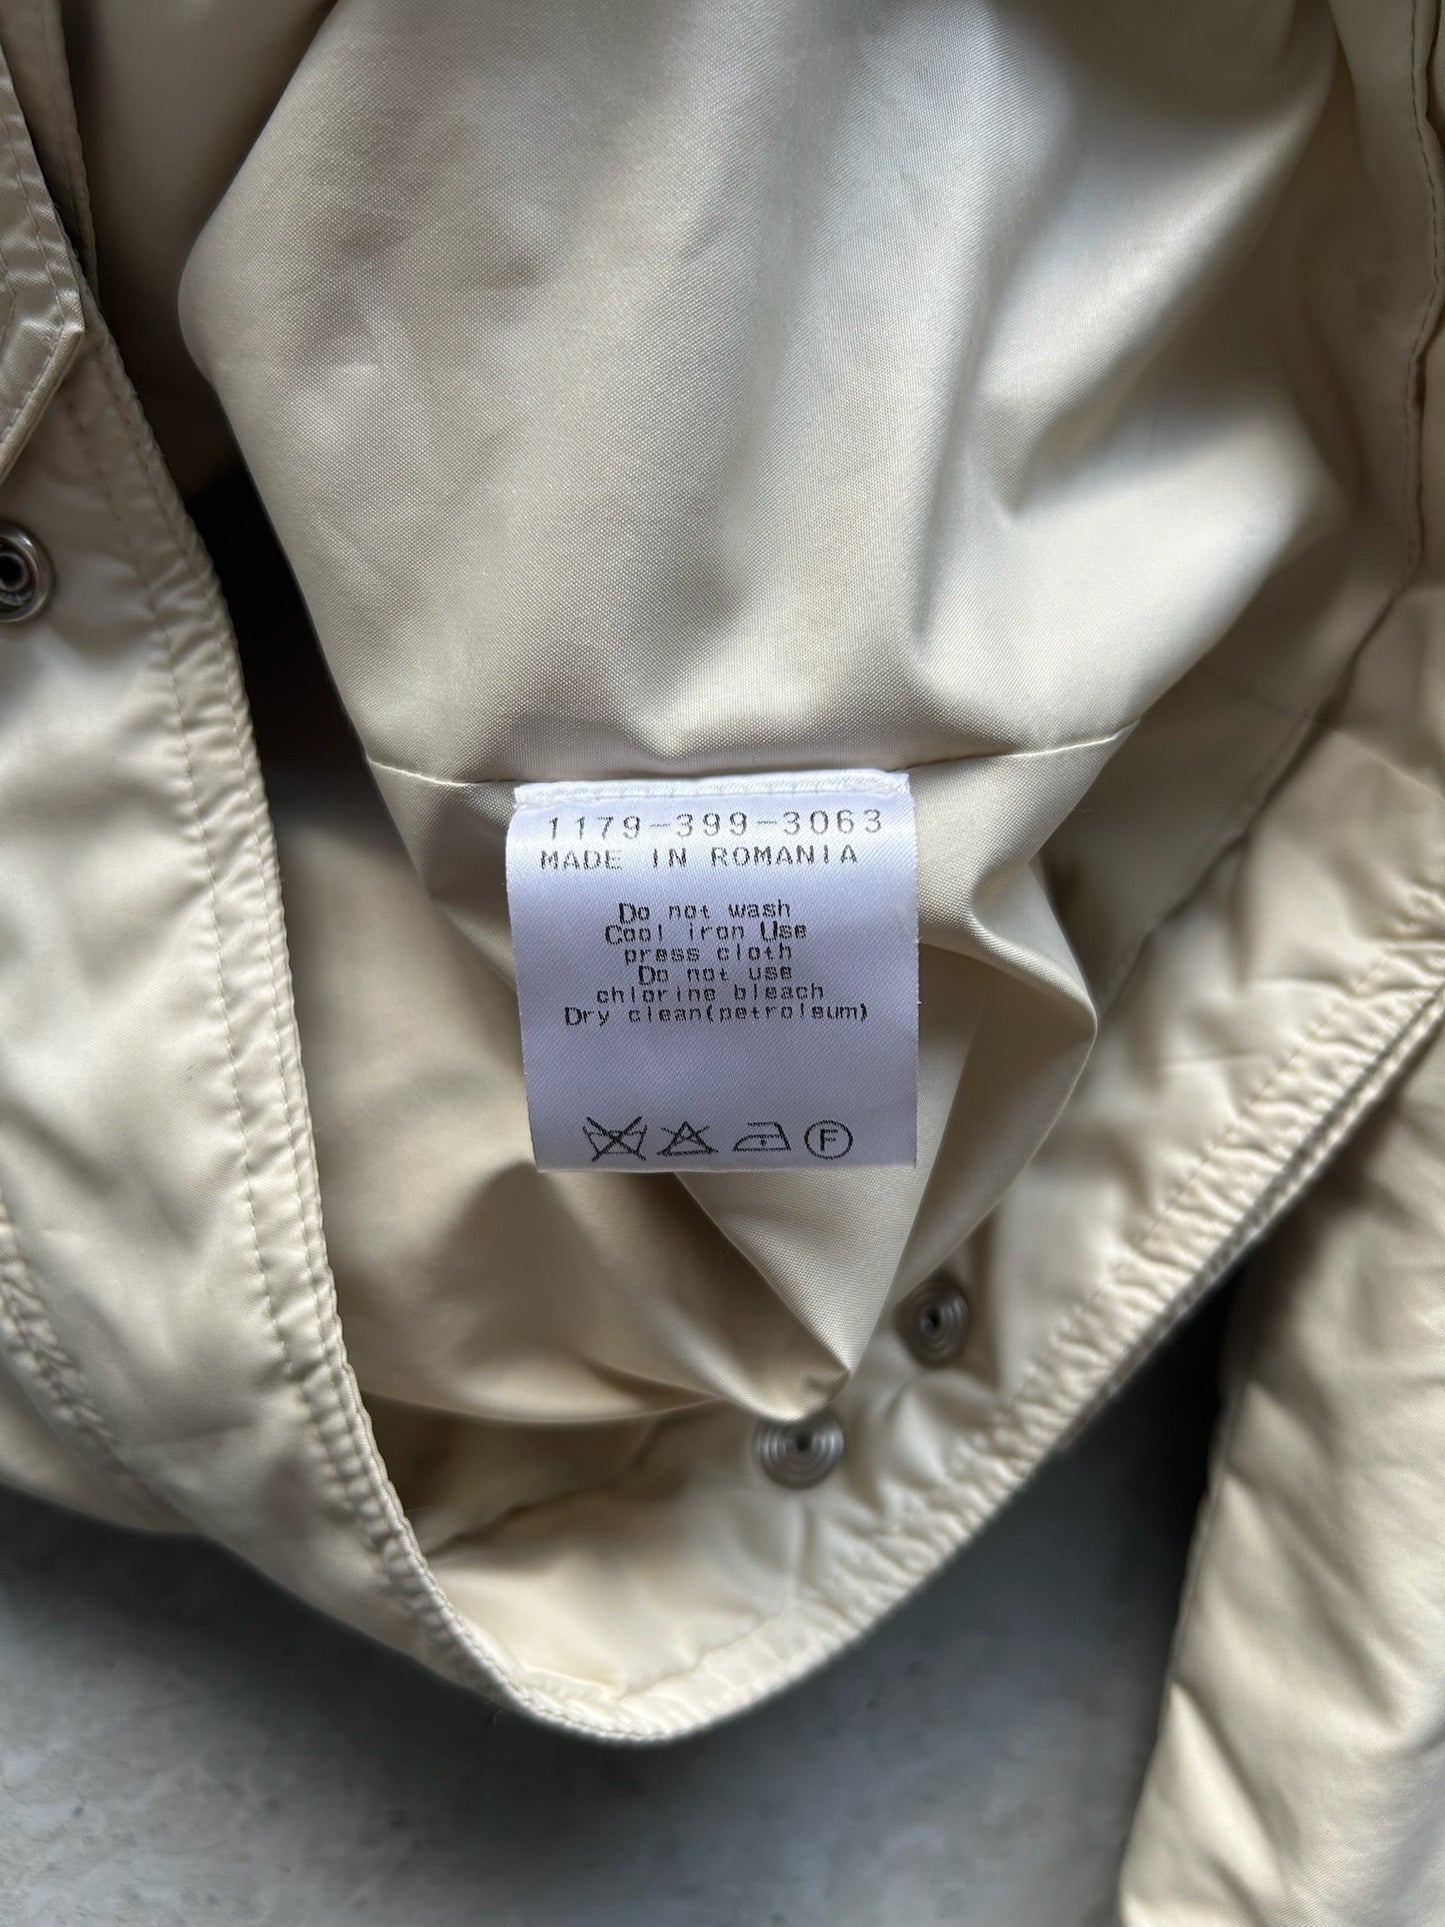 1179-399-3063
MADE IN ROMANIA
Do not wash
Cool iron Use
press cloth
Do not use
chlorine bleach
Dry clean(petroleum)
F